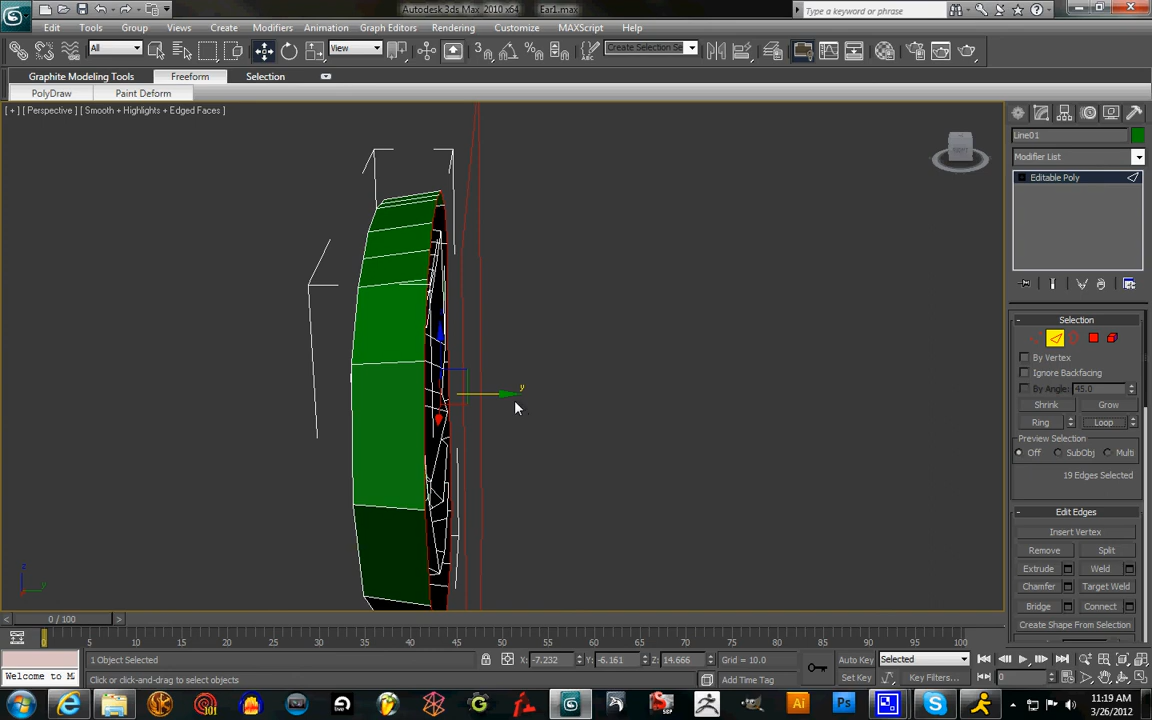 Autodesk 3ds Max 2010 x64 Ear1.max
Type a keyword or phrase
Edit Tools Group Views Create Modifiers Animation Graph Editors Rendering Customize MAXScript Help
All View Create Selection Se
Graphite Modeling Tools Freeform Selection
PolyDraw Paint Deform
[ + ] [ Perspective ] [ Smooth + Highlights + Edged Faces ]
Line01
Modifier List
Editable Poly
Selection
By Vertex
Ignore Backfacing
By Angle: 45.0
Shrink Grow
Ring Loop
Preview Selection
Off SubObj Multi
19 Edges Selected
Edit Edges
Insert Vertex
Remove Split
Extrude Weld
Chamfer Target Weld
Bridge Connect
Create Shape From Selection
y
z
y
0 / 100
0 5 10 15 20 25 30 35 40 45 50 55 60 65 70 75 80 85 90 95 100
1 Object Selected X: -7.232 Y: -6.161 Z: 14.666 Grid = 10.0 Auto Key Selected
Welcome to M Click or click-and-drag to select objects Add Time Tag Set Key Key Filters... 0
11:19 AM
3/26/2012